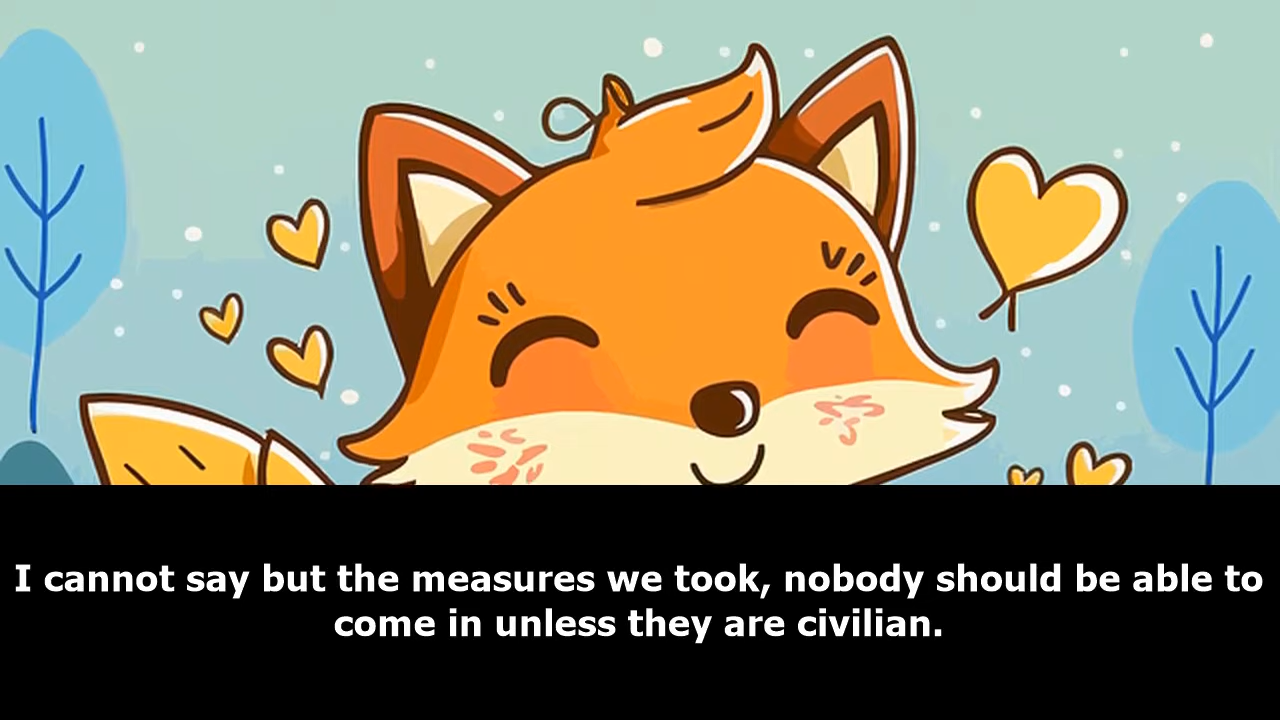 I cannot say but the measures we took, nobody should be able to
come in unless they are civilian.